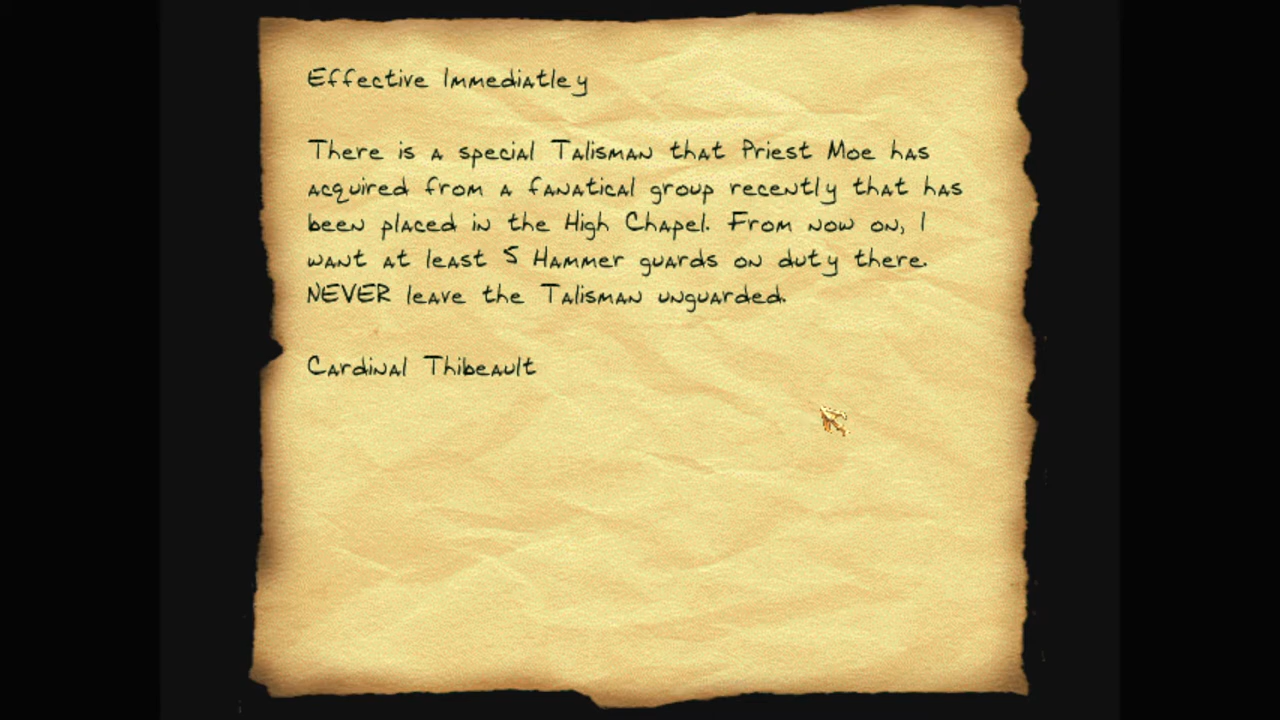 Effective Immediatley
There is a special Talisman that Priest Moe has
acquired from a fanatical group recently that has
been placed in the High Chapel. From now on, I
want at least 5 Hammer guards on duty there.
NEVER leave the Talisman unguarded.
Cardinal Thibeault